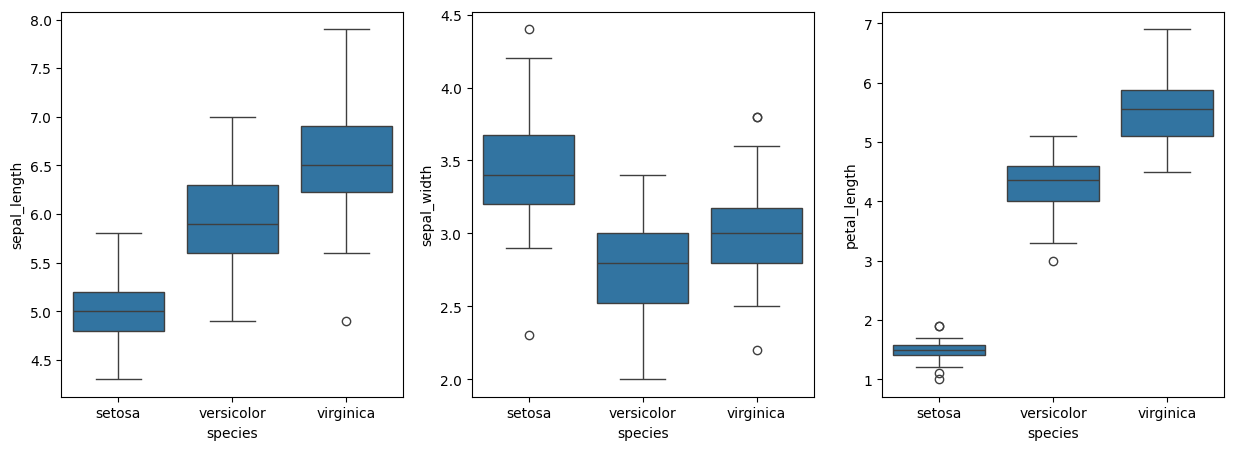 sepal_length
8.0
7.5
7.0
6.5
6.0
5.5
5.0
4.5
setosa versicolor virginica
species
sepal_width
4.5
4.0
3.5
3.0
2.5
2.0
setosa versicolor virginica
species
petal_length
7
6
5
4
3
2
1
setosa versicolor virginica
species